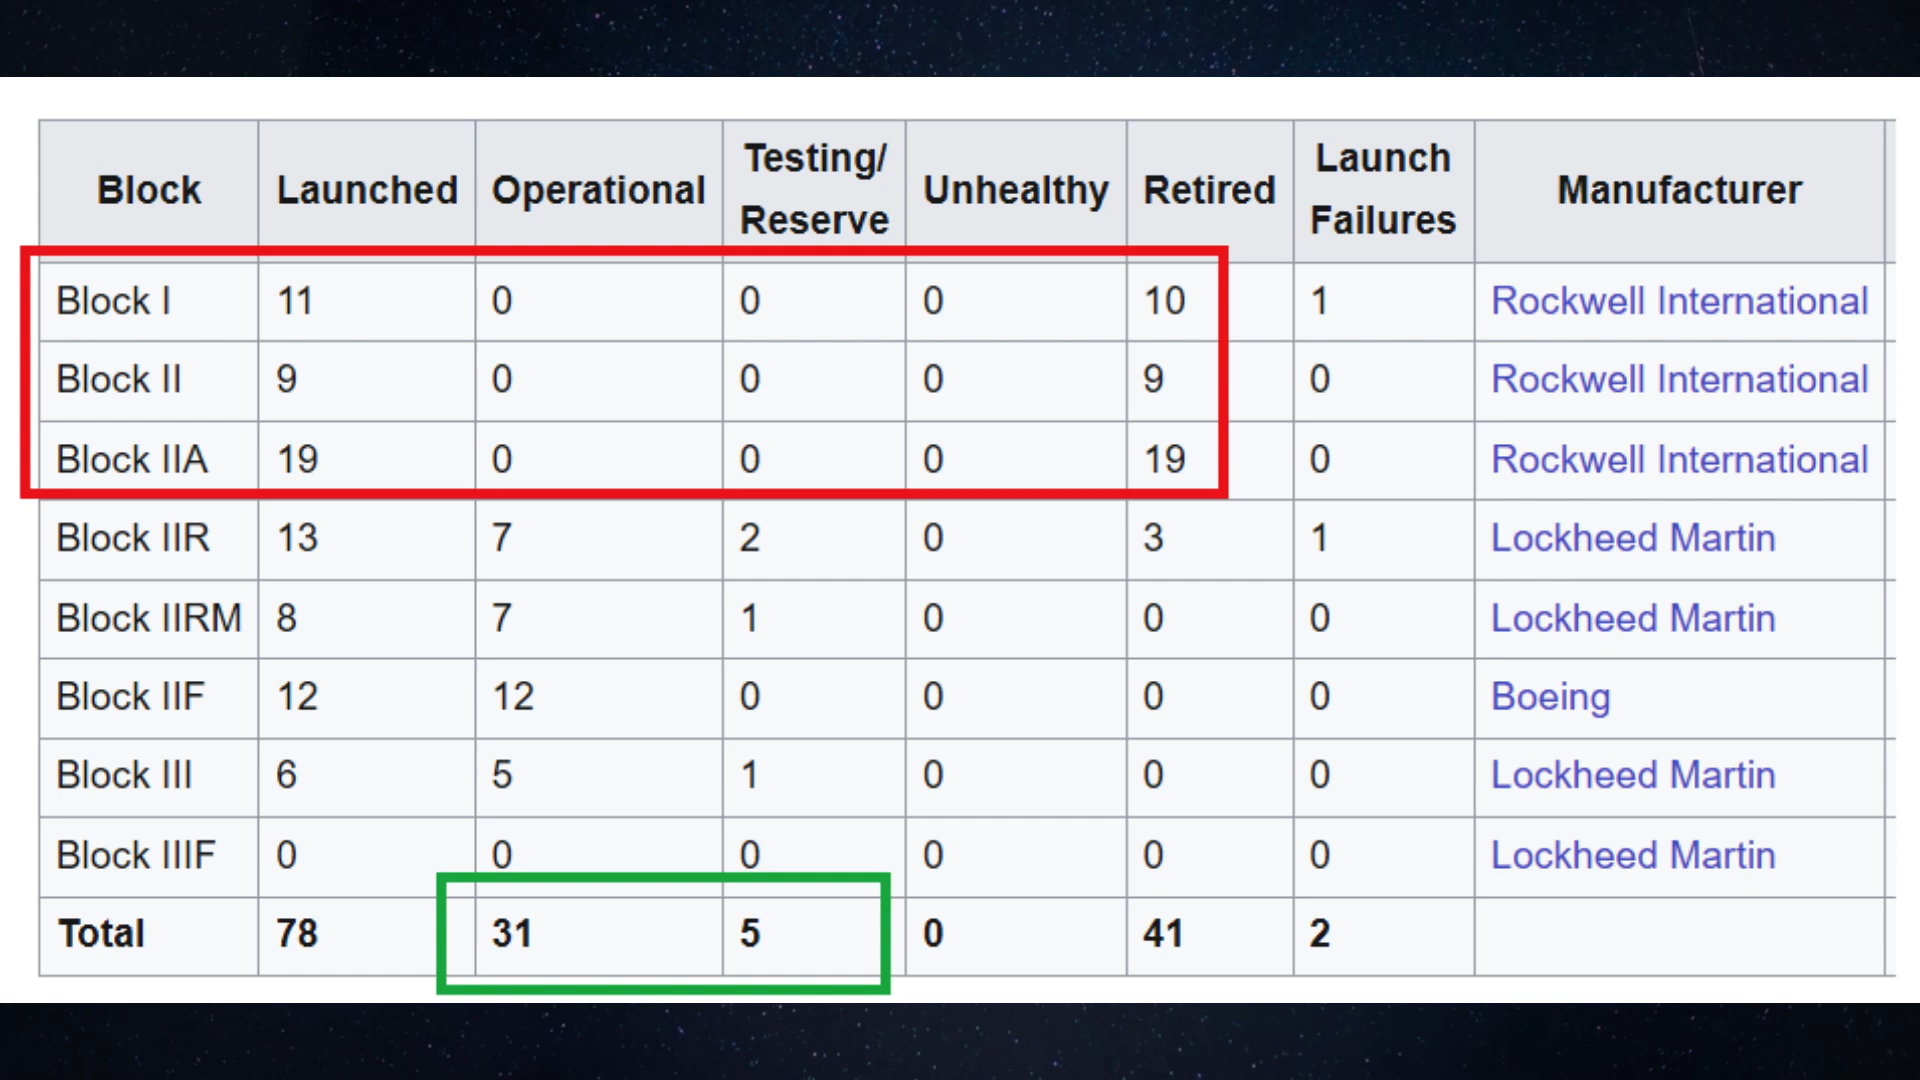 Block Launched Operational Testing/ Reserve Unhealthy Retired Launch Failures Manufacturer
Block I 11 0 0 0 10 1 Rockwell International
Block II 9 0 0 0 9 0 Rockwell International
Block IIA 19 0 0 0 19 0 Rockwell International
Block IIR 13 7 2 0 3 1 Lockheed Martin
Block IIRM 8 7 1 0 0 0 Lockheed Martin
Block IIF 12 12 0 0 0 0 Boeing
Block III 6 5 1 0 0 0 Lockheed Martin
Block IIIF 0 0 0 0 0 0 Lockheed Martin
Total 78 31 5 0 41 2